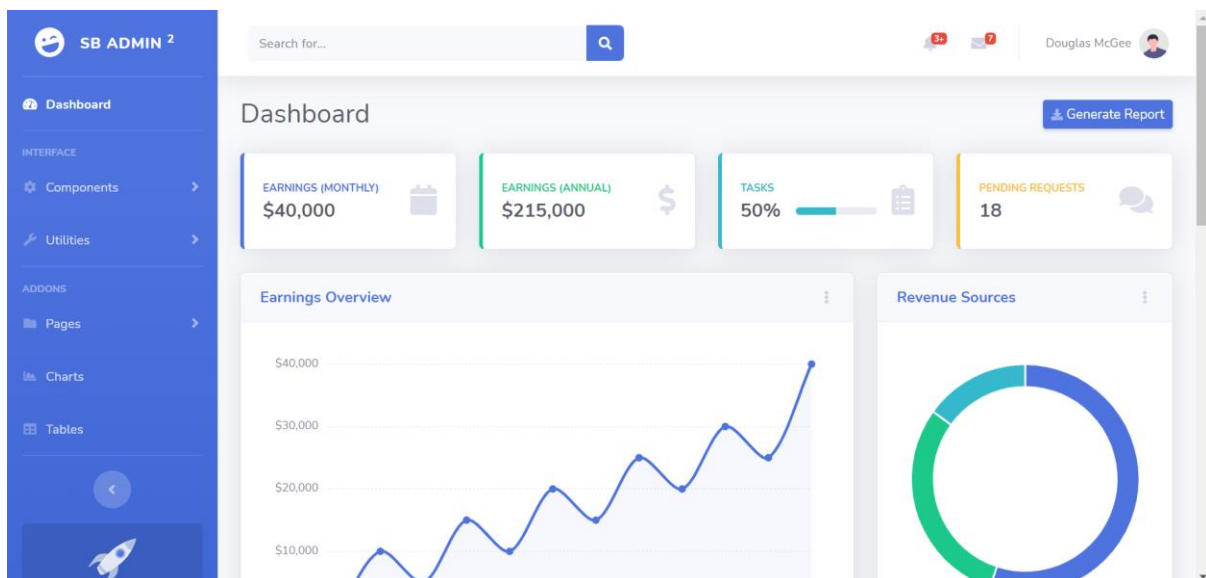 SB ADMIN 2
Search for...
3+
7
Douglas McGee
Dashboard
INTERFACE
Components
Utilities
ADDONS
Pages
Charts
Tables
Dashboard
Generate Report
EARNINGS (MONTHLY)
$40,000
EARNINGS (ANNUAL)
$215,000
TASKS
50%
PENDING REQUESTS
18
Earnings Overview
$40,000
$30,000
$20,000
$10,000
Revenue Sources